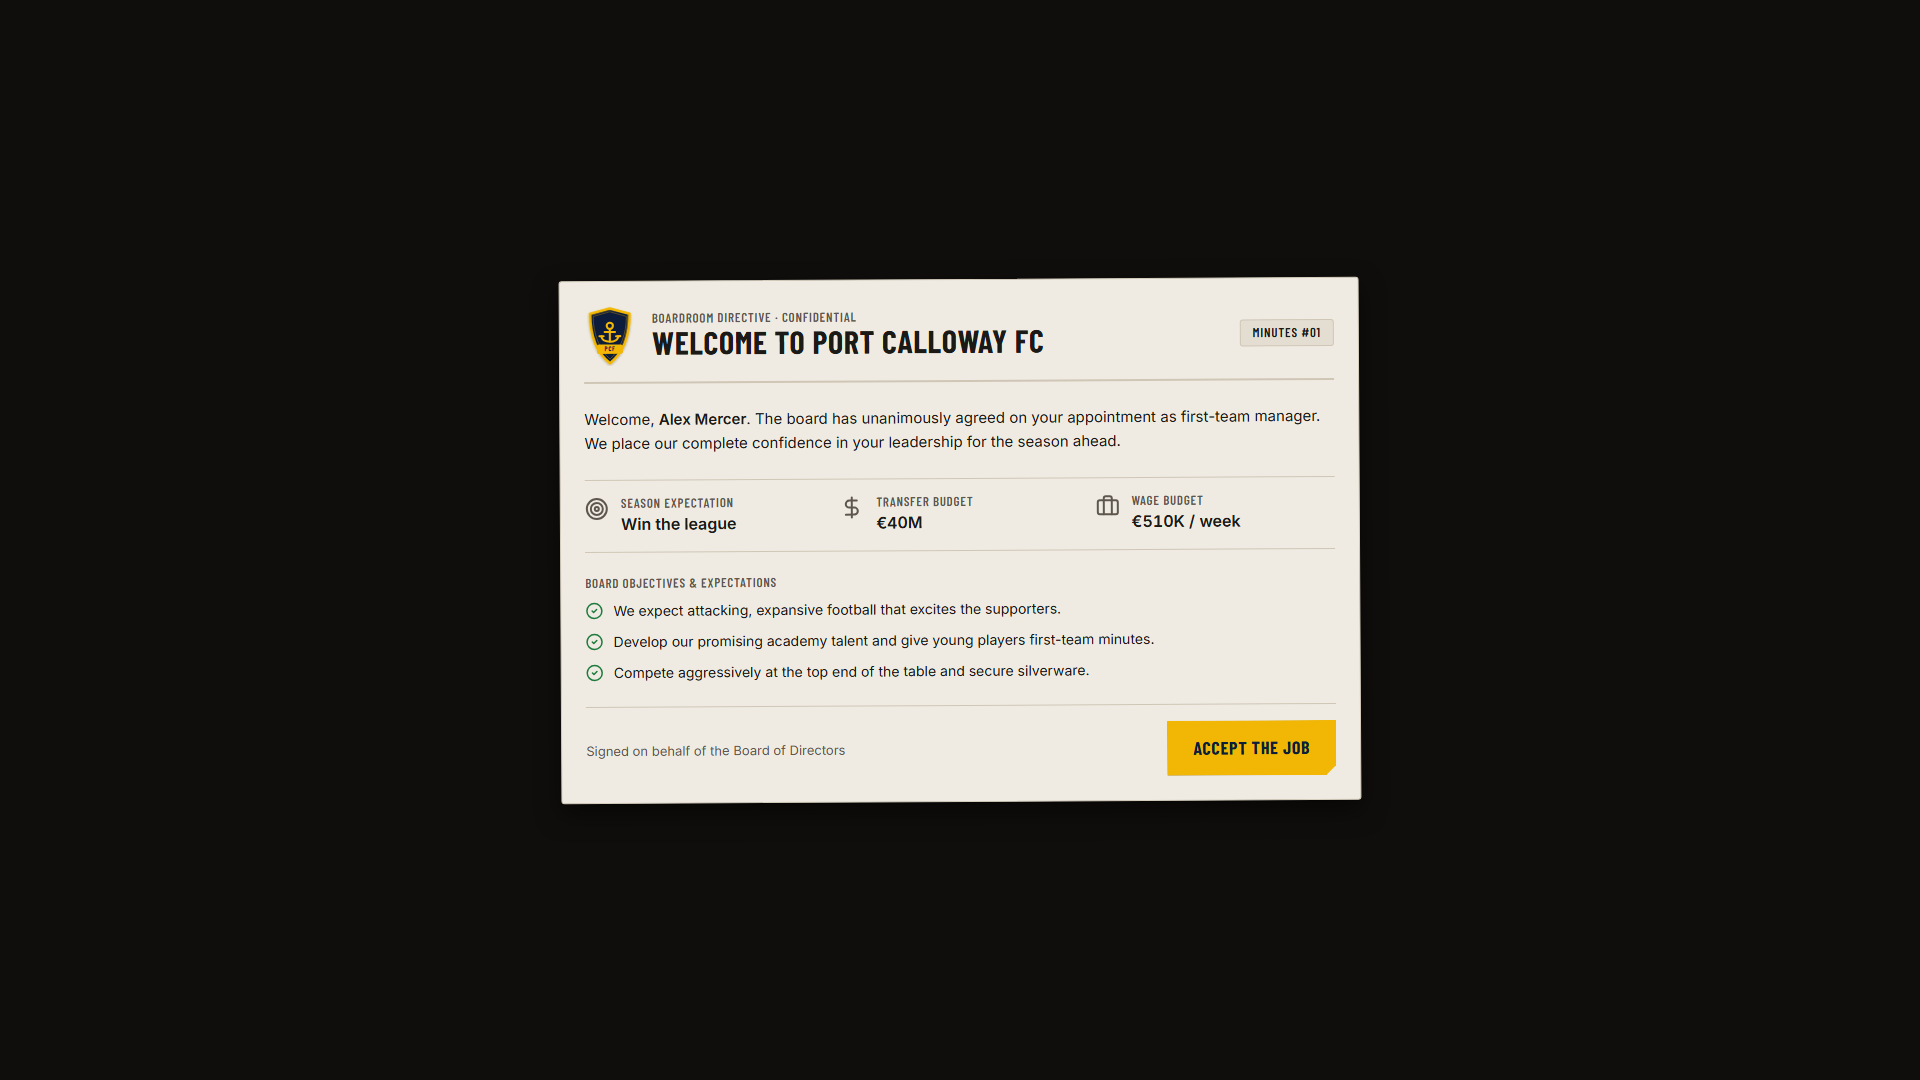 BOARDROOM DIRECTIVE · CONFIDENTIAL
WELCOME TO PORT CALLOWAY FC
MINUTES #01
PCF
Welcome, Alex Mercer. The board has unanimously agreed on your appointment as first-team manager.
We place our complete confidence in your leadership for the season ahead.
SEASON EXPECTATION
Win the league
TRANSFER BUDGET
€40M
WAGE BUDGET
€510K / week
BOARD OBJECTIVES & EXPECTATIONS
We expect attacking, expansive football that excites the supporters.
Develop our promising academy talent and give young players first-team minutes.
Compete aggressively at the top end of the table and secure silverware.
Signed on behalf of the Board of Directors
ACCEPT THE JOB